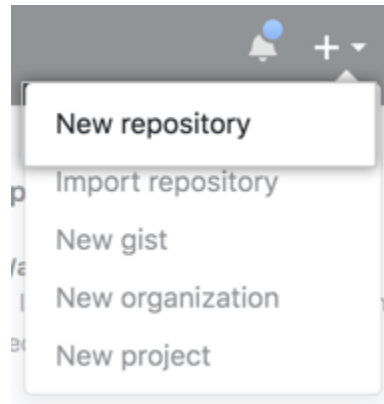 New repository
Import repository
New gist
New organization
New project